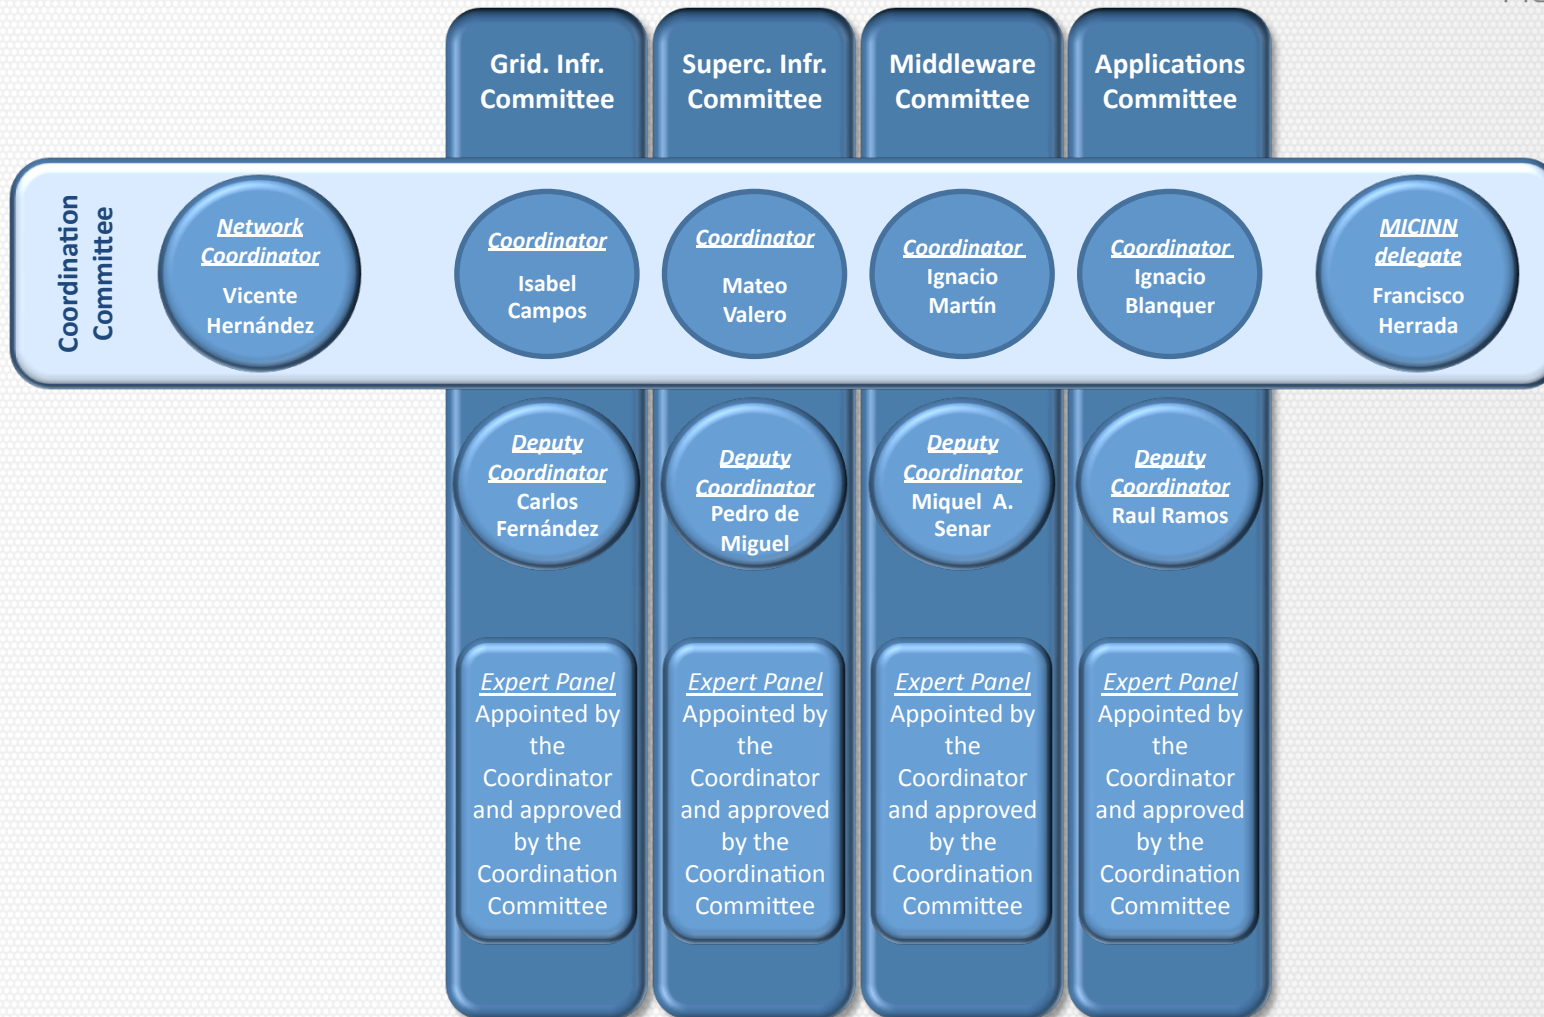 Grid. Infr.
Committee
Superc. Infr.
Committee
Middleware
Committee
Applications
Committee
Coordination
Committee
Network
Coordinator
Vicente
Hernández
Coordinator
Isabel
Campos
Coordinator
Mateo
Valero
Coordinator
Ignacio
Martín
Coordinator
Ignacio
Blanquer
MICINN
delegate
Francisco
Herrada
Deputy
Coordinator
Carlos
Fernández
Deputy
Coordinator
Pedro de
Miguel
Deputy
Coordinator
Miquel A.
Senar
Deputy
Coordinator
Raul Ramos
Expert Panel
Appointed by
the
Coordinator
and approved
by the
Coordination
Committee
Expert Panel
Appointed by
the
Coordinator
and approved
by the
Coordination
Committee
Expert Panel
Appointed by
the
Coordinator
and approved
by the
Coordination
Committee
Expert Panel
Appointed by
the
Coordinator
and approved
by the
Coordination
Committee